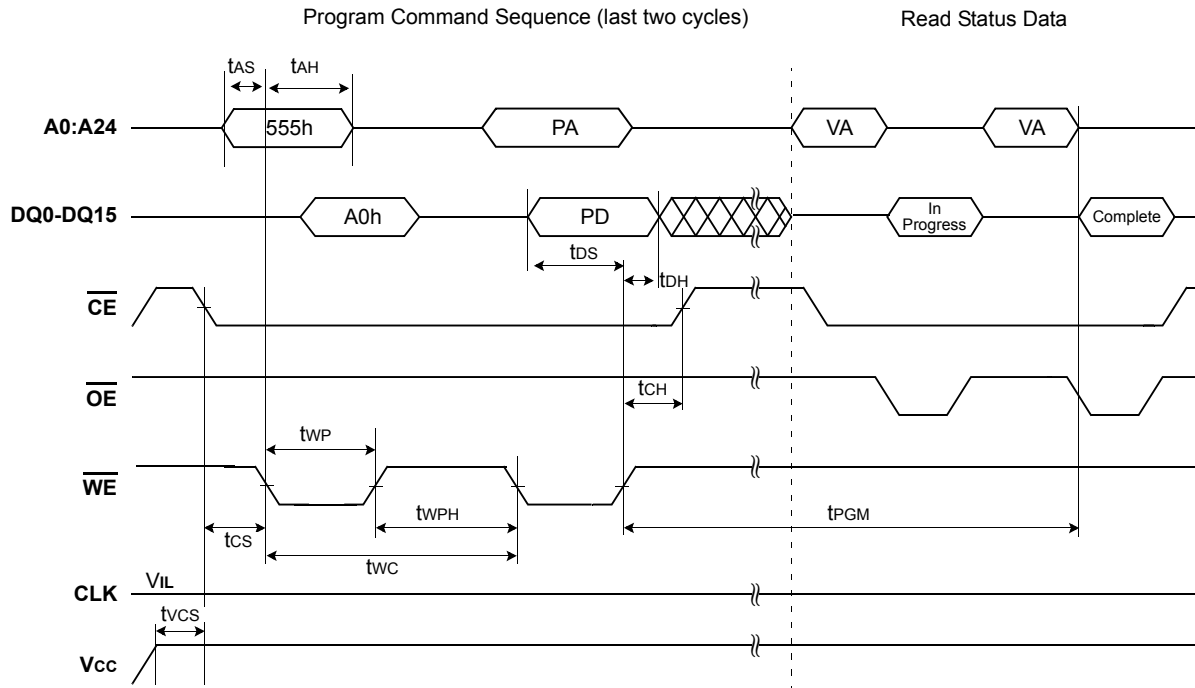 Program Command Sequence (last two cycles)
Read Status Data
tAS
tAH
A0:A24
555h
PA
VA
VA
DQ0-DQ15
A0h
PD
In
Progress
Complete
tDS
tDH
CE
OE
tCH
tWP
WE
tWPH
tPGM
tCS
tWC
CLK
VIL
tVCS
Vcc